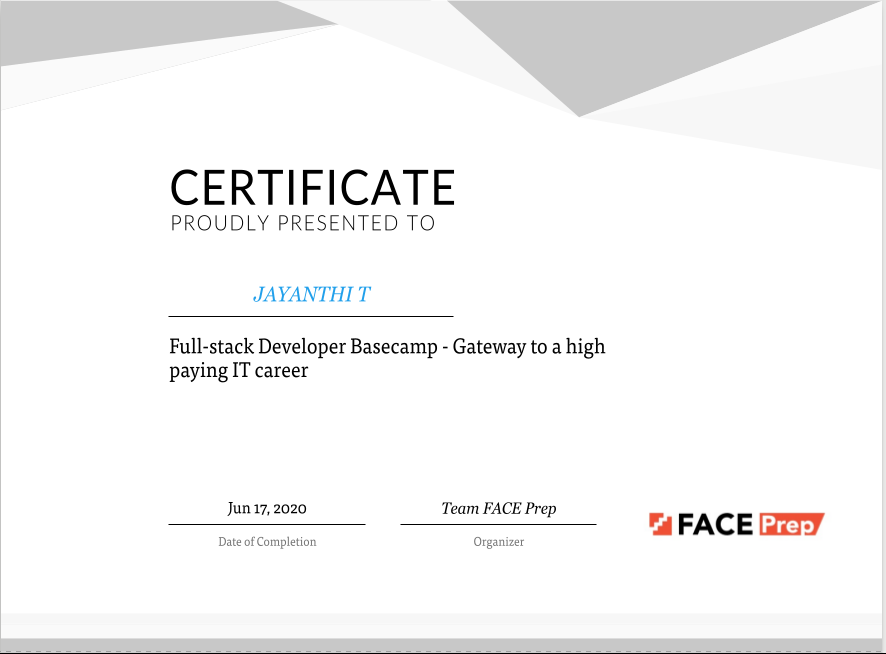 CERTIFICATE
PROUDLY PRESENTED TO
JAYANTHI T
Full-stack Developer Basecamp - Gateway to a high
paying IT career
Jun 17, 2020
Date of Completion
Team FACE Prep
Organizer
FACE Prep